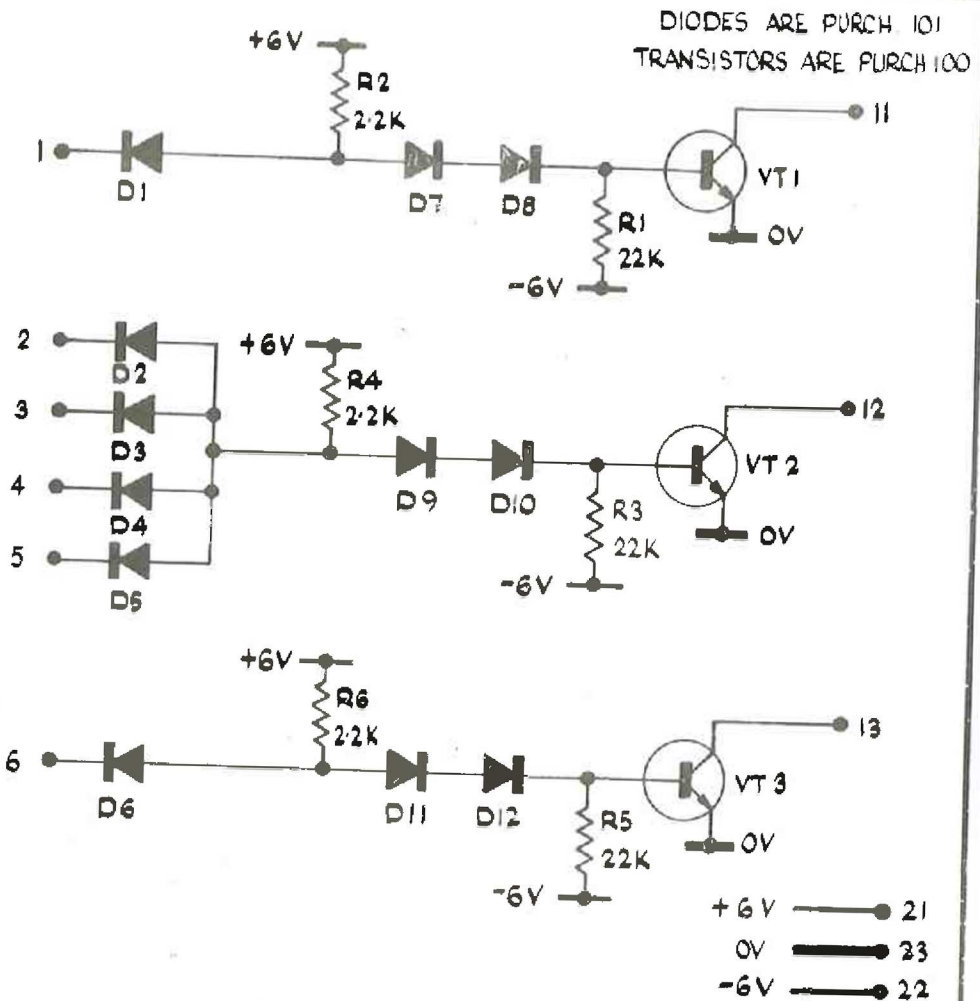 DIODES ARE PURCH 101
TRANSISTORS ARE PURCH 100
+6V
R2
2.2K
1
D1
D7
D8
R1
22K
-6V
VT1
11
0V
2
D2
3
D3
4
D4
5
D5
+6V
R4
2.2K
D9
D10
R3
22K
-6V
VT2
12
0V
6
D6
+6V
R6
2.2K
D11
D12
R5
22K
-6V
VT3
13
0V
+6V 21
0V 23
-6V 22